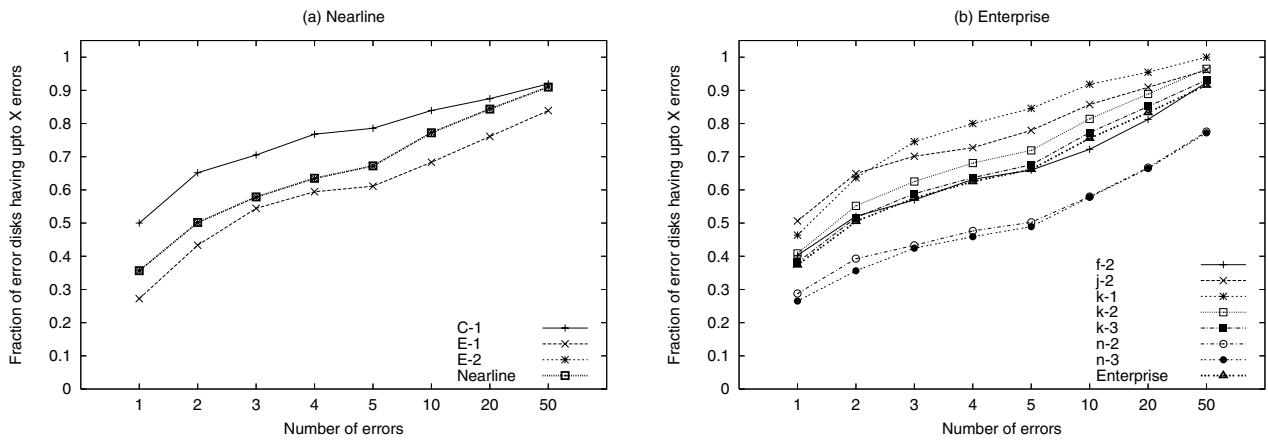 (a) Nearline
Fraction of error disks having upto X errors
1
0.9
0.8
0.7
0.6
0.5
0.4
0.3
0.2
0.1
0
C-1
E-1
E-2
Nearline
1 2 3 4 5 10 20 50
Number of errors
(b) Enterprise
Fraction of error disks having upto X errors
1
0.9
0.8
0.7
0.6
0.5
0.4
0.3
0.2
0.1
0
f-2
j-2
k-1
k-2
k-3
n-2
n-3
Enterprise
1 2 3 4 5 10 20 50
Number of errors